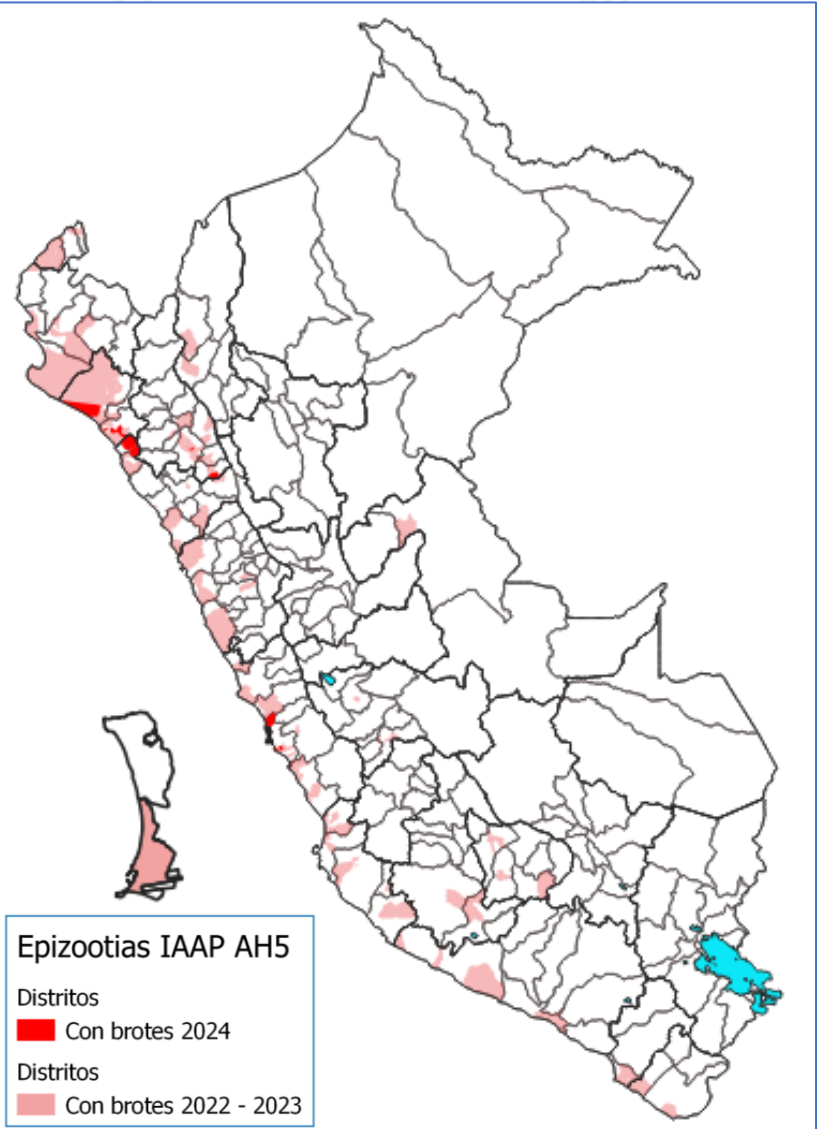 Epizootias IAAP AH5
Distritos
Con brotes 2024
Distritos
Con brotes 2022 - 2023